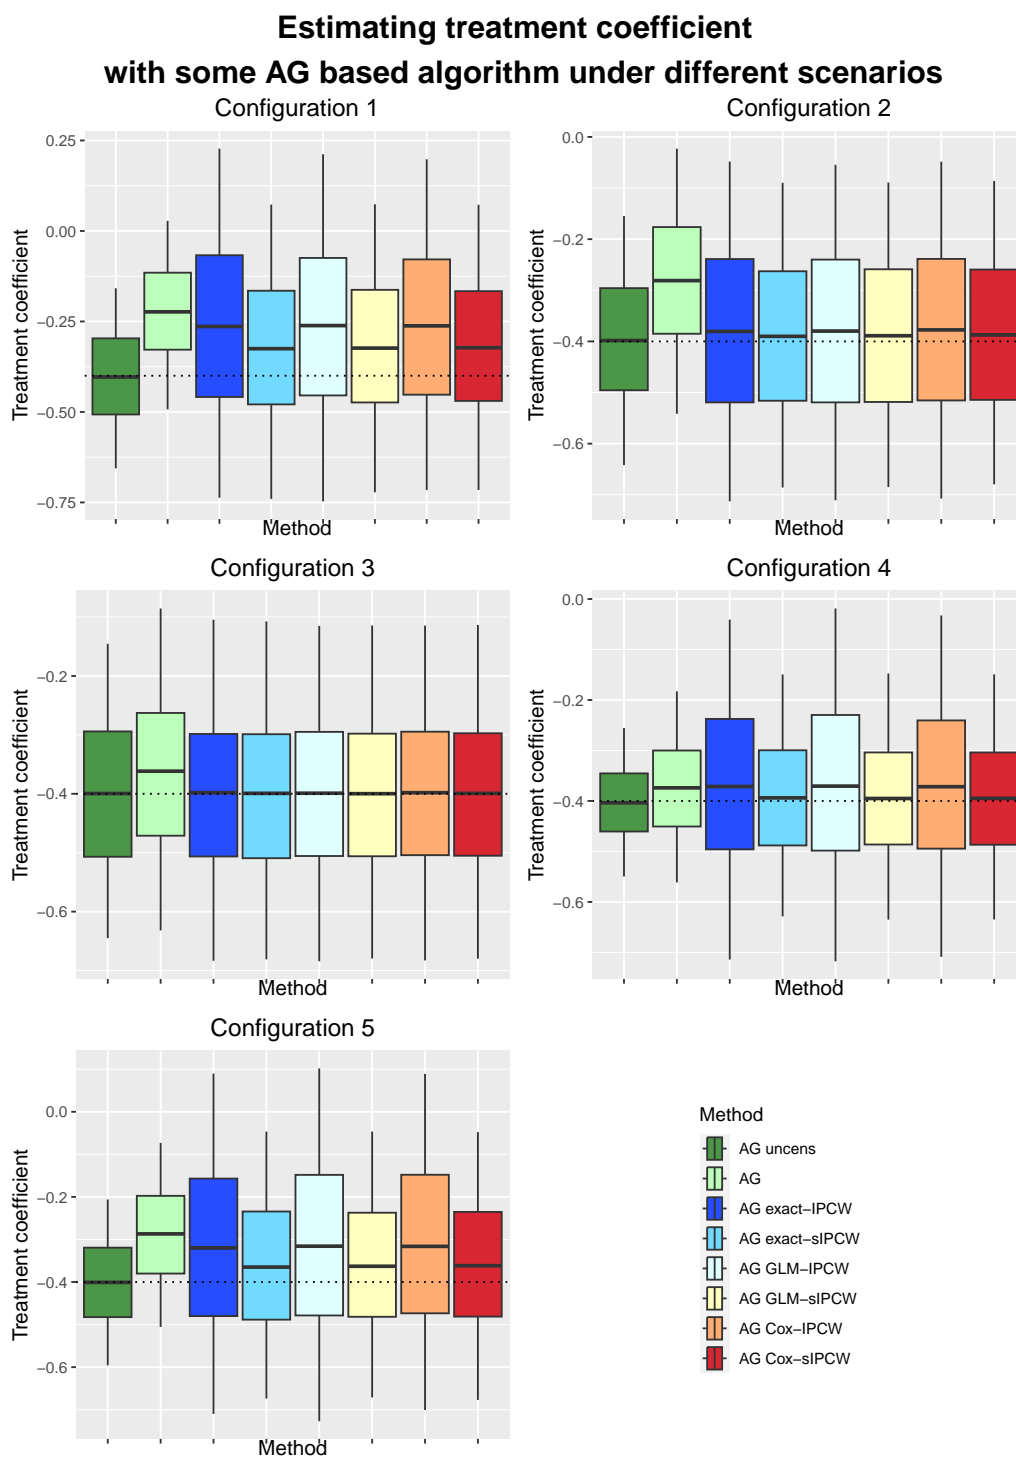 Estimating treatment coefficient
with some AG based algorithm under different scenarios
Configuration 1
Treatment coefficient
0.25
0.00
−0.25
−0.50
−0.75
Method
Configuration 2
Treatment coefficient
0.0
−0.2
−0.4
−0.6
Method
Configuration 3
Treatment coefficient
−0.2
−0.4
−0.6
Method
Configuration 4
Treatment coefficient
0.0
−0.2
−0.4
−0.6
Method
Configuration 5
Treatment coefficient
0.0
−0.2
−0.4
−0.6
Method
Method
AG uncens
AG
AG exact−IPCW
AG exact−sIPCW
AG GLM−IPCW
AG GLM−sIPCW
AG Cox−IPCW
AG Cox−sIPCW